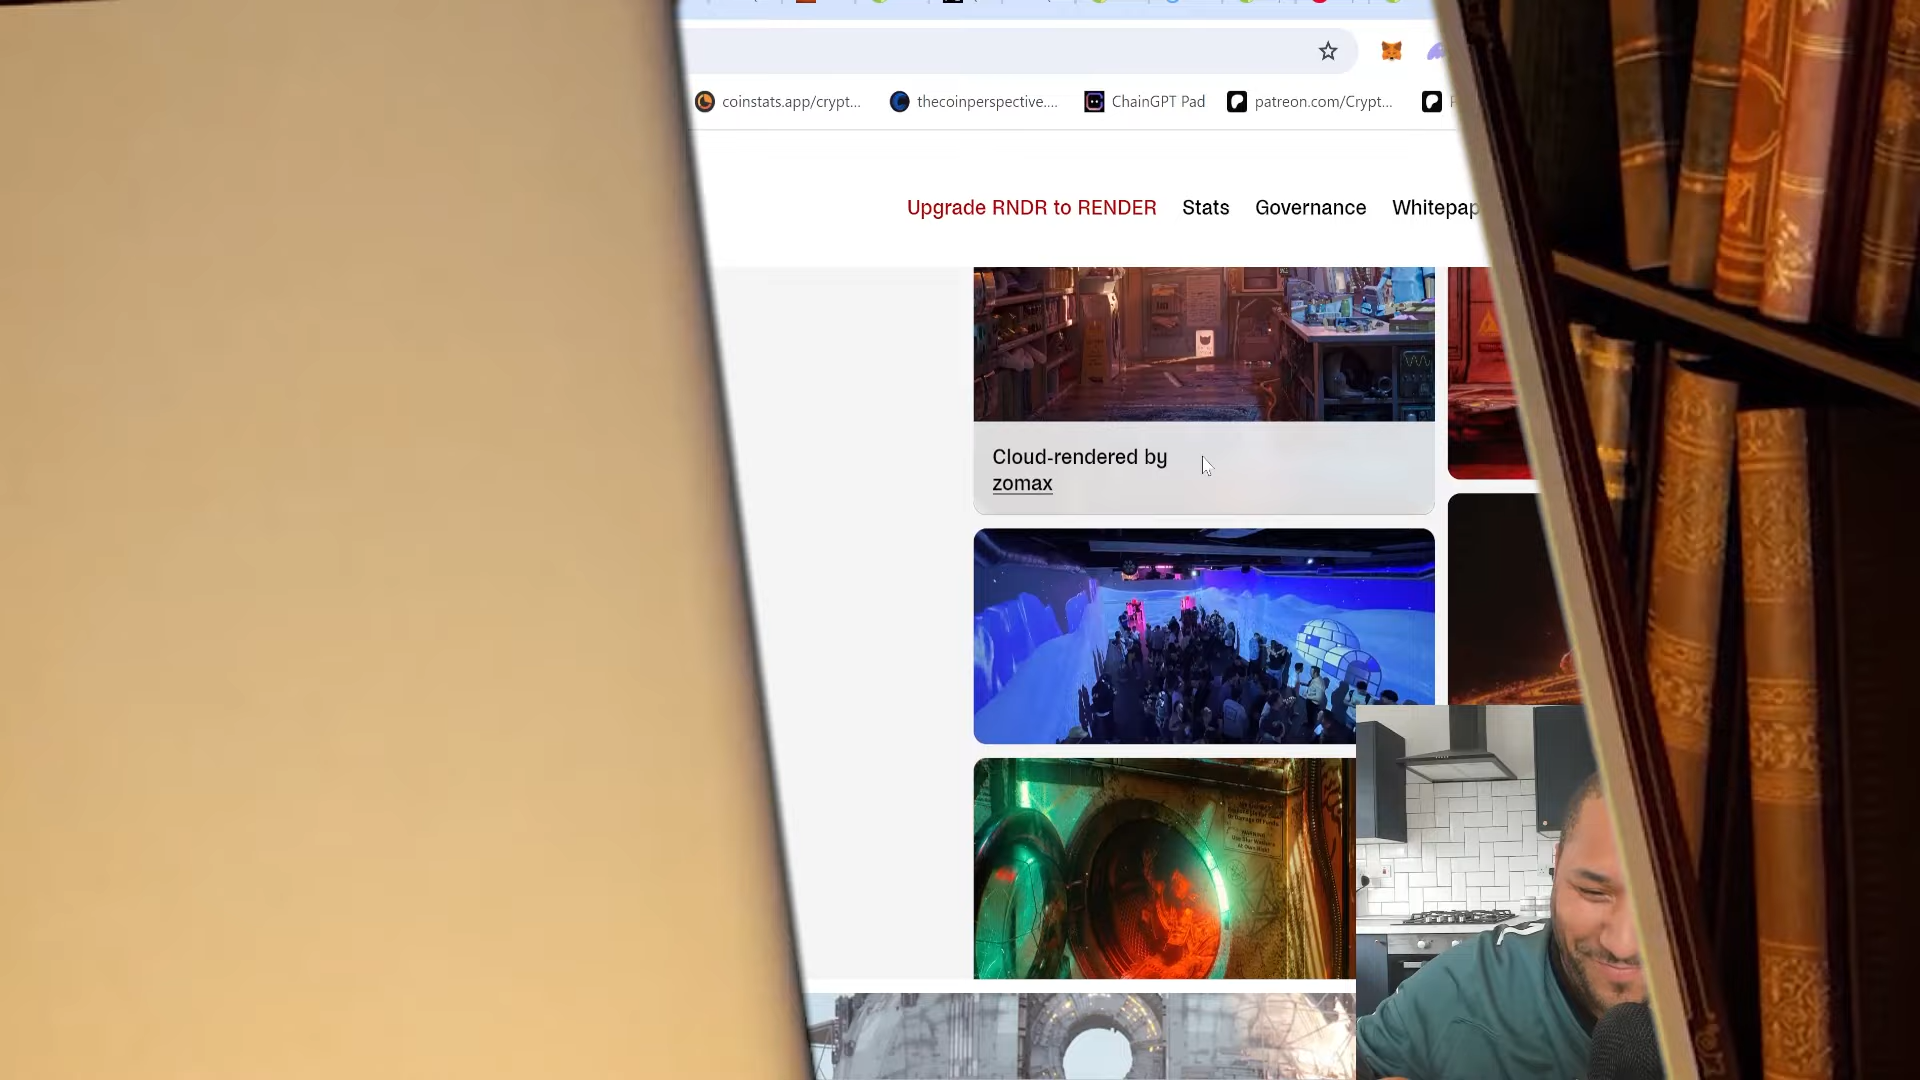 coinstats.app/crypt... thecoinperspective.... ChainGPT Pad patreon.com/Crypt...
Upgrade RNDR to RENDER Stats Governance Whitepap
Cloud-rendered by
zomax